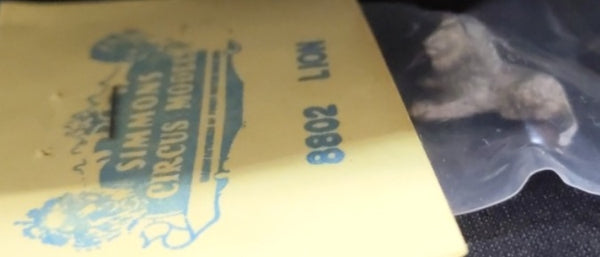 SIMMONS
CIRCUS MODELS
8802 LION